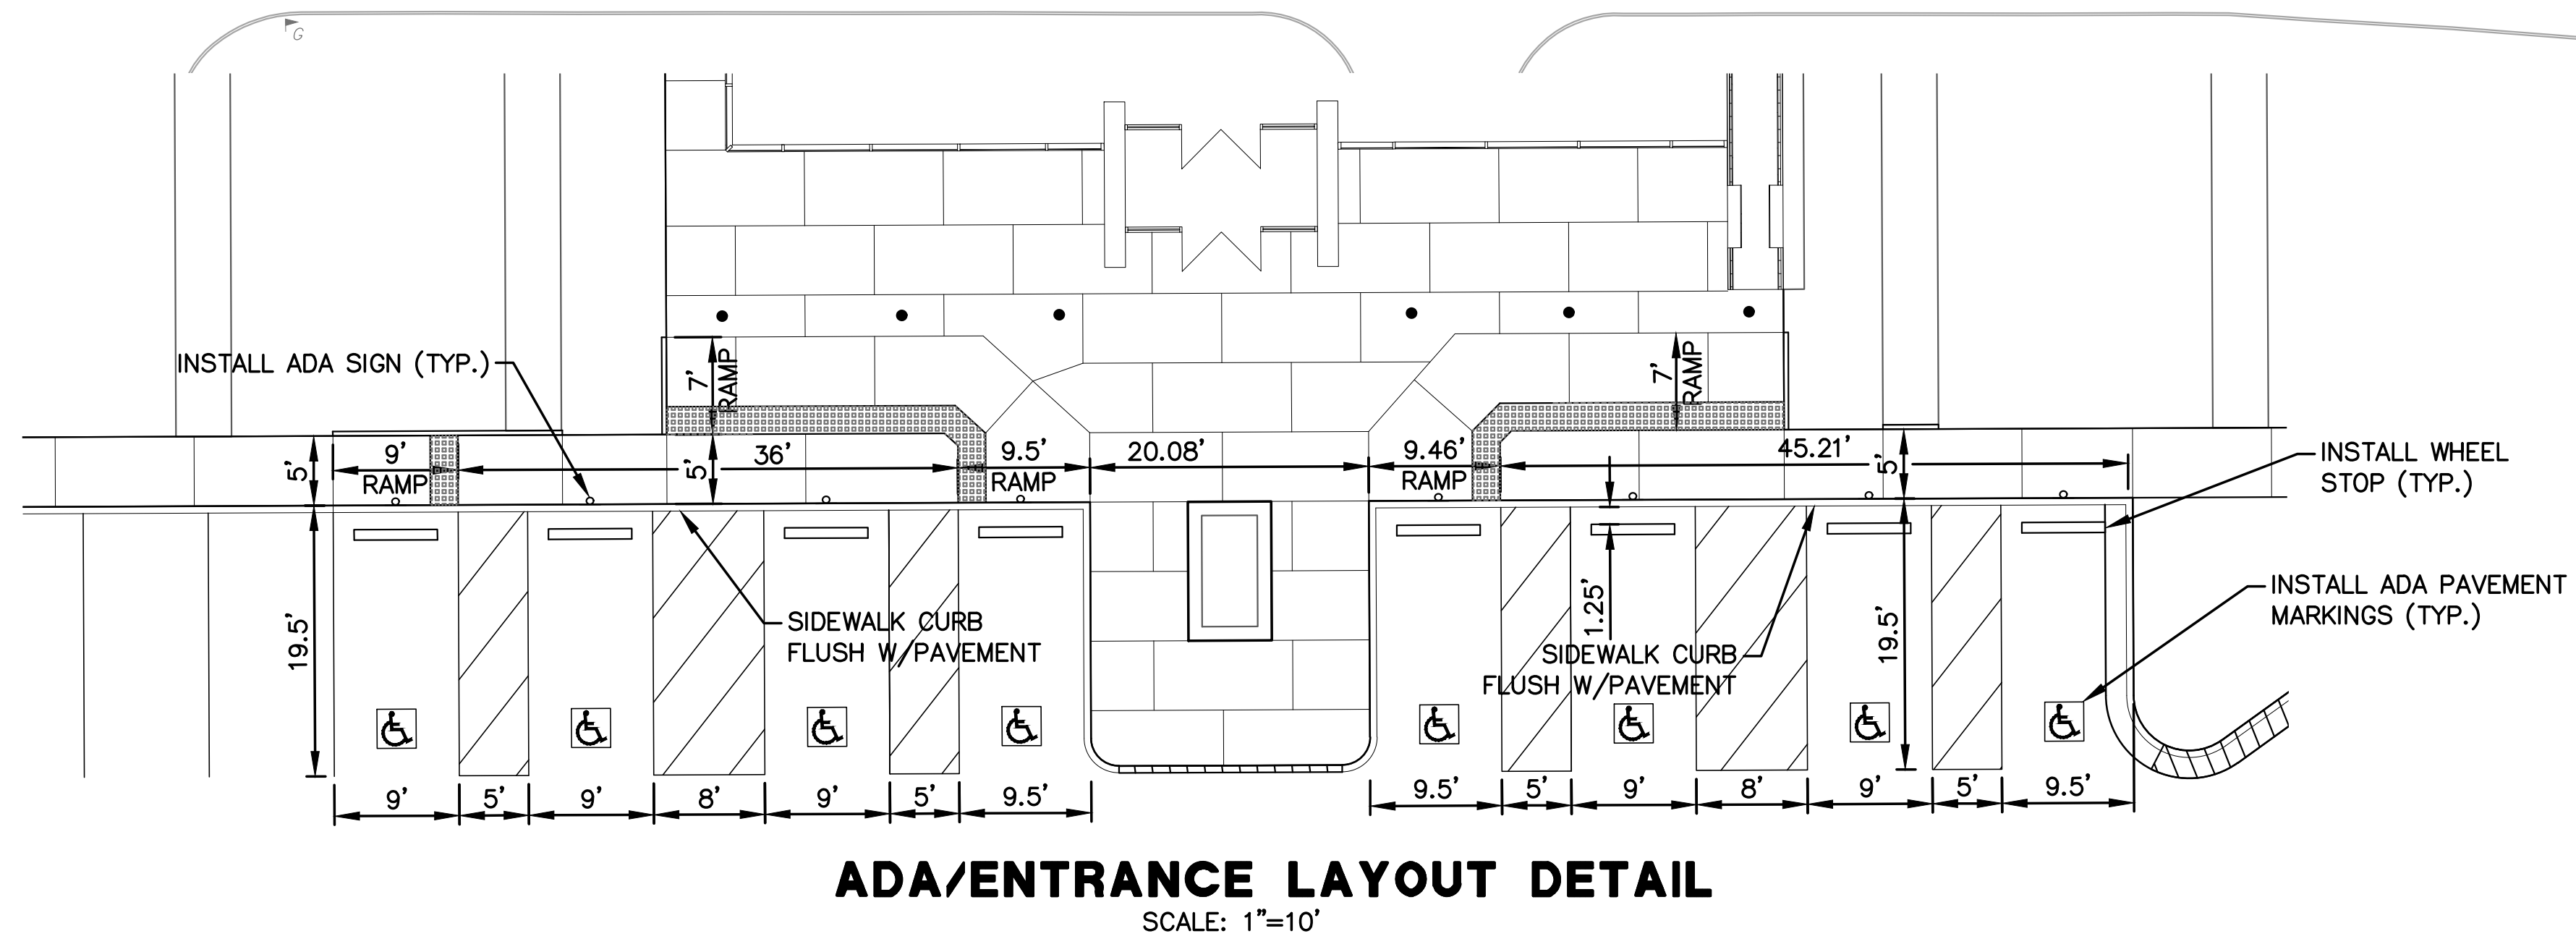 G
INSTALL ADA SIGN (TYP.)
7'
RAMP
7'
RAMP
5'
9'
RAMP
5'
36'
9.5'
RAMP
20.08'
9.46'
RAMP
45.21'
5'
INSTALL WHEEL
STOP (TYP.)
19.5'
SIDEWALK CURB
FLUSH W/PAVEMENT
1.25'
SIDEWALK CURB
FLUSH W/PAVEMENT
19.5'
INSTALL ADA PAVEMENT
MARKINGS (TYP.)
9' 5' 9' 8' 9' 5' 9.5' 9.5' 5' 9' 8' 9' 5' 9.5'
ADA/ENTRANCE LAYOUT DETAIL
SCALE: 1"=10'